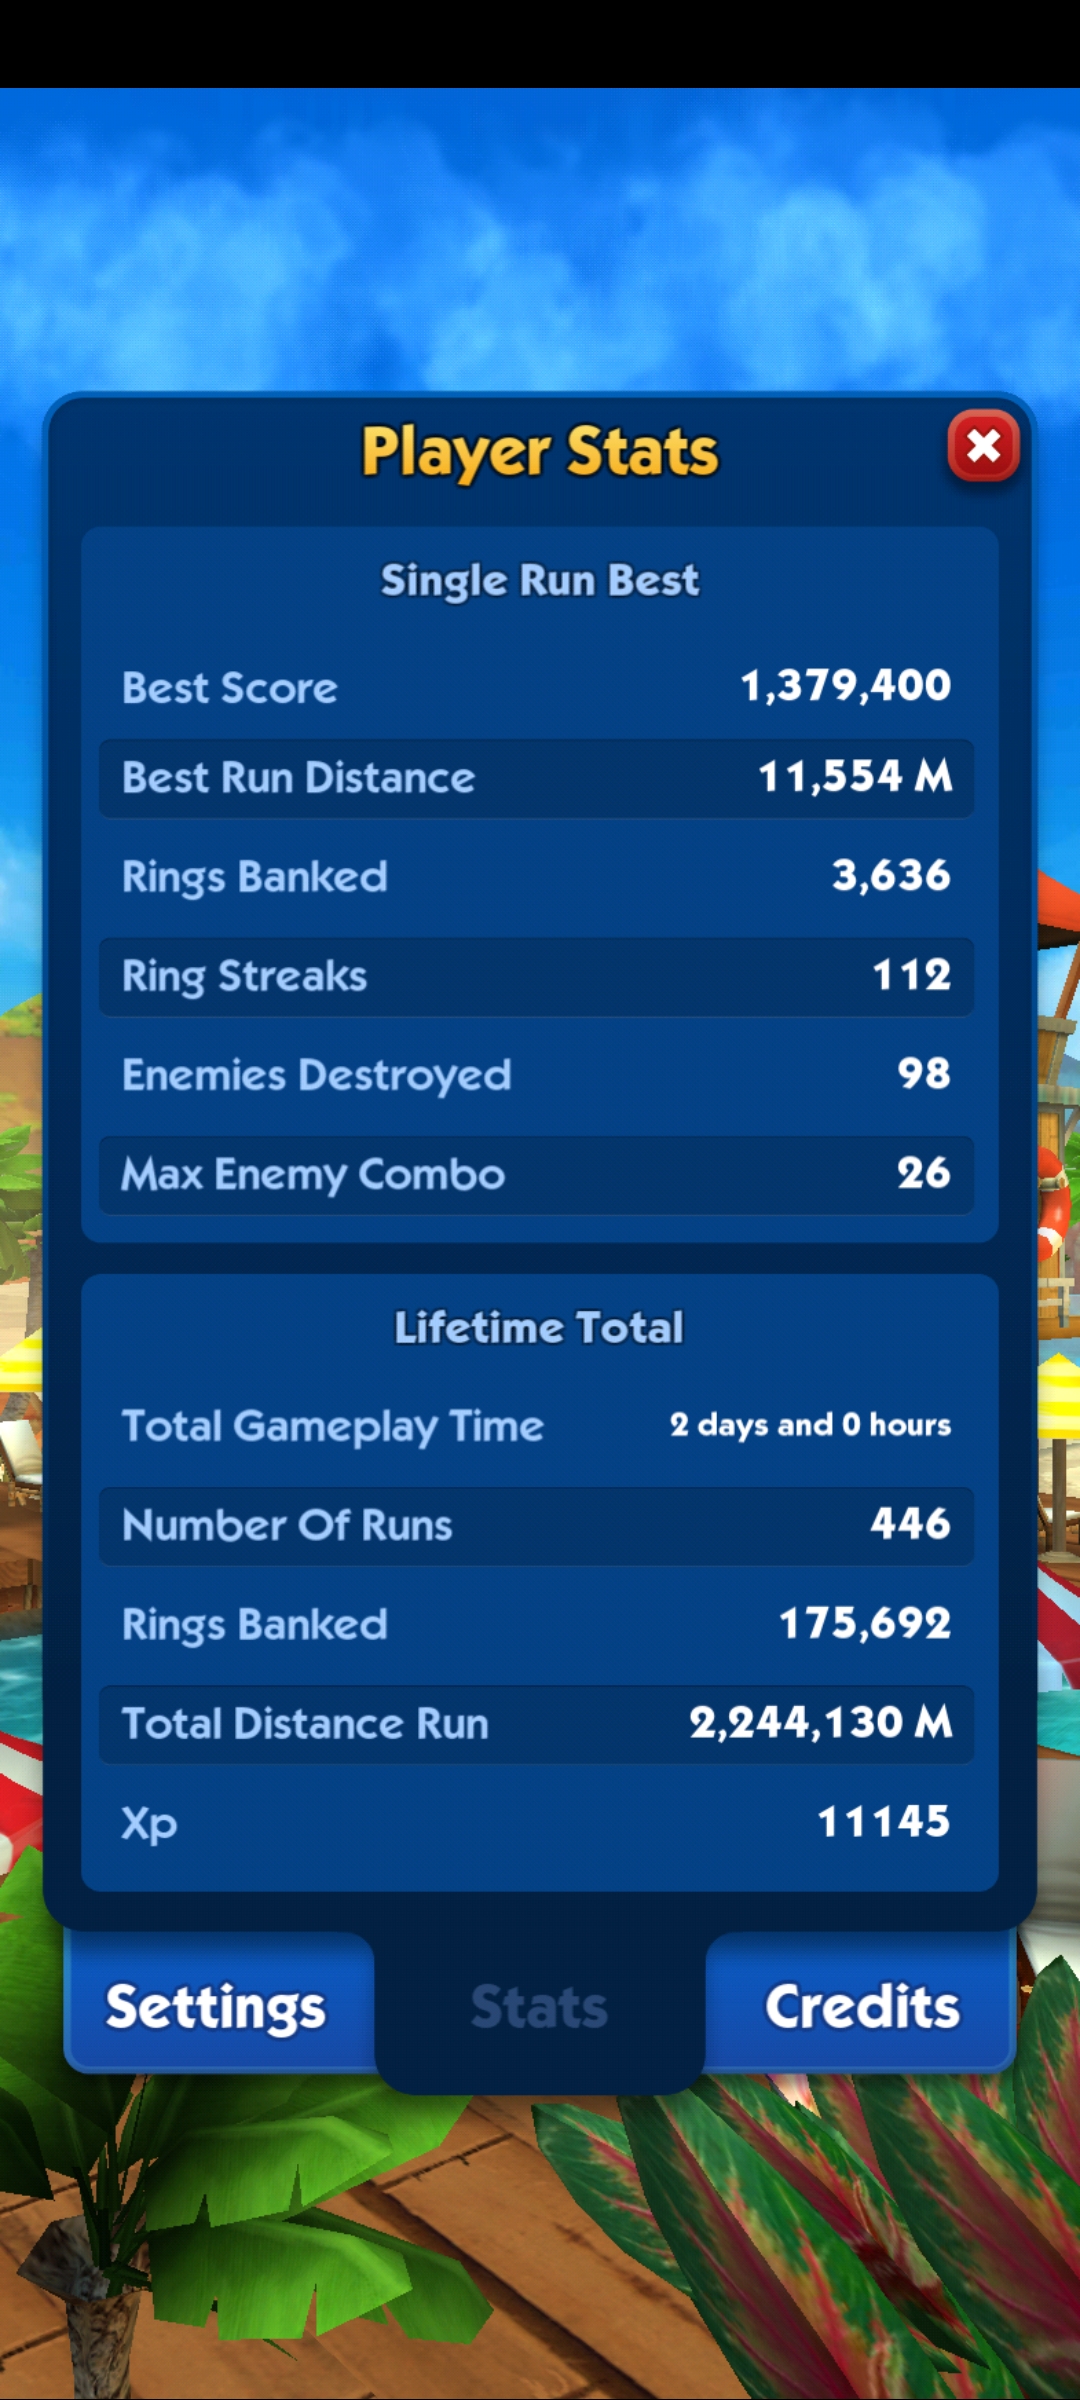 Player Stats
Single Run Best
Best Score 1,379,400
Best Run Distance 11,554 M
Rings Banked 3,636
Ring Streaks 112
Enemies Destroyed 98
Max Enemy Combo 26
Lifetime Total
Total Gameplay Time 2 days and 0 hours
Number Of Runs 446
Rings Banked 175,692
Total Distance Run 2,244,130 M
Xp 11145
Settings Stats Credits